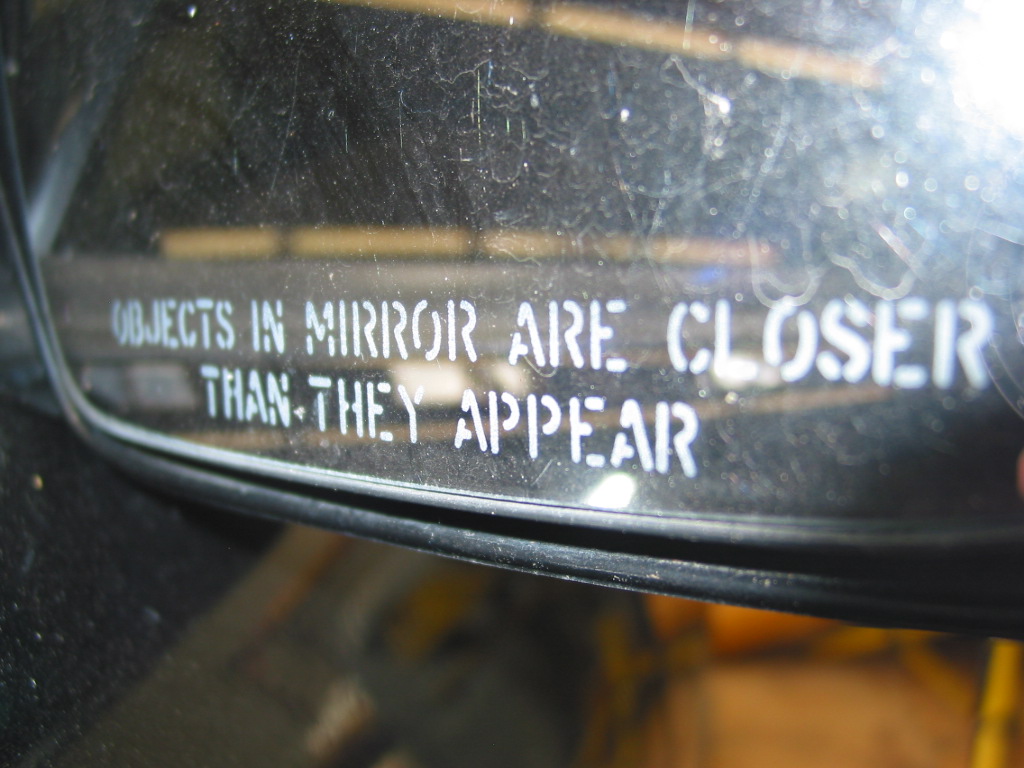 OBJECTS IN MIRROR ARE CLOSER
THAN THEY APPEAR